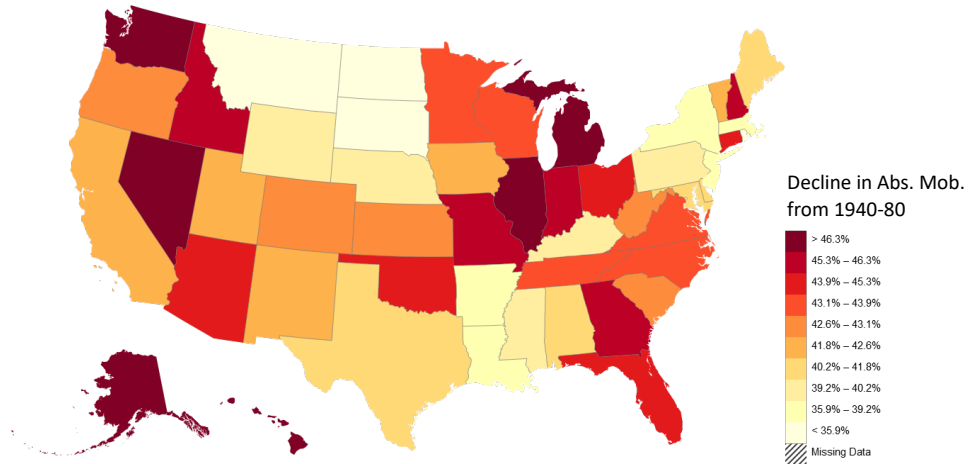 Decline in Abs. Mob.
from 1940-80
> 46.3%
45.3% – 46.3%
43.9% – 45.3%
43.1% – 43.9%
42.6% – 43.1%
41.8% – 42.6%
40.2% – 41.8%
39.2% – 40.2%
35.9% – 39.2%
< 35.9%
Missing Data